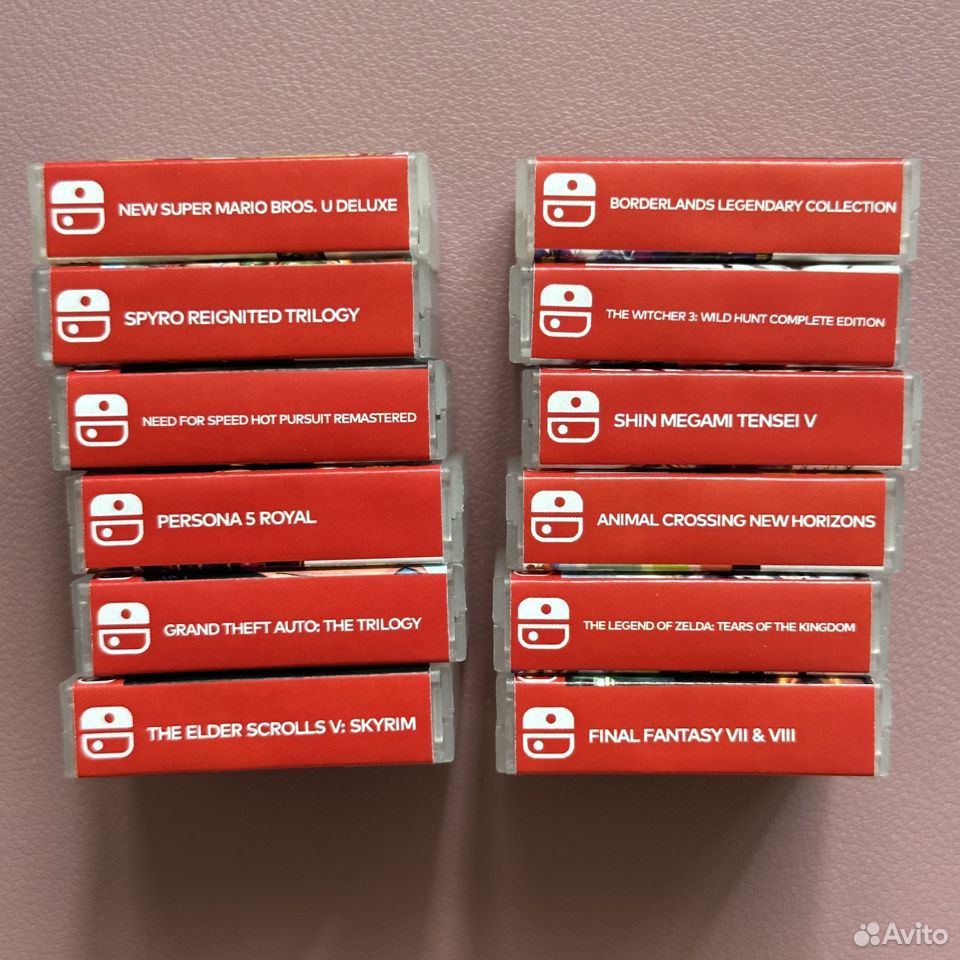 NEW SUPER MARIO BROS. U DELUXE
SPYRO REIGNITED TRILOGY
NEED FOR SPEED HOT PURSUIT REMASTERED
PERSONA 5 ROYAL
GRAND THEFT AUTO: THE TRILOGY
THE ELDER SCROLLS V: SKYRIM
BORDERLANDS LEGENDARY COLLECTION
THE WITCHER 3: WILD HUNT COMPLETE EDITION
SHIN MEGAMI TENSEI V
ANIMAL CROSSING NEW HORIZONS
THE LEGEND OF ZELDA: TEARS OF THE KINGDOM
FINAL FANTASY VII & VIII
Avito